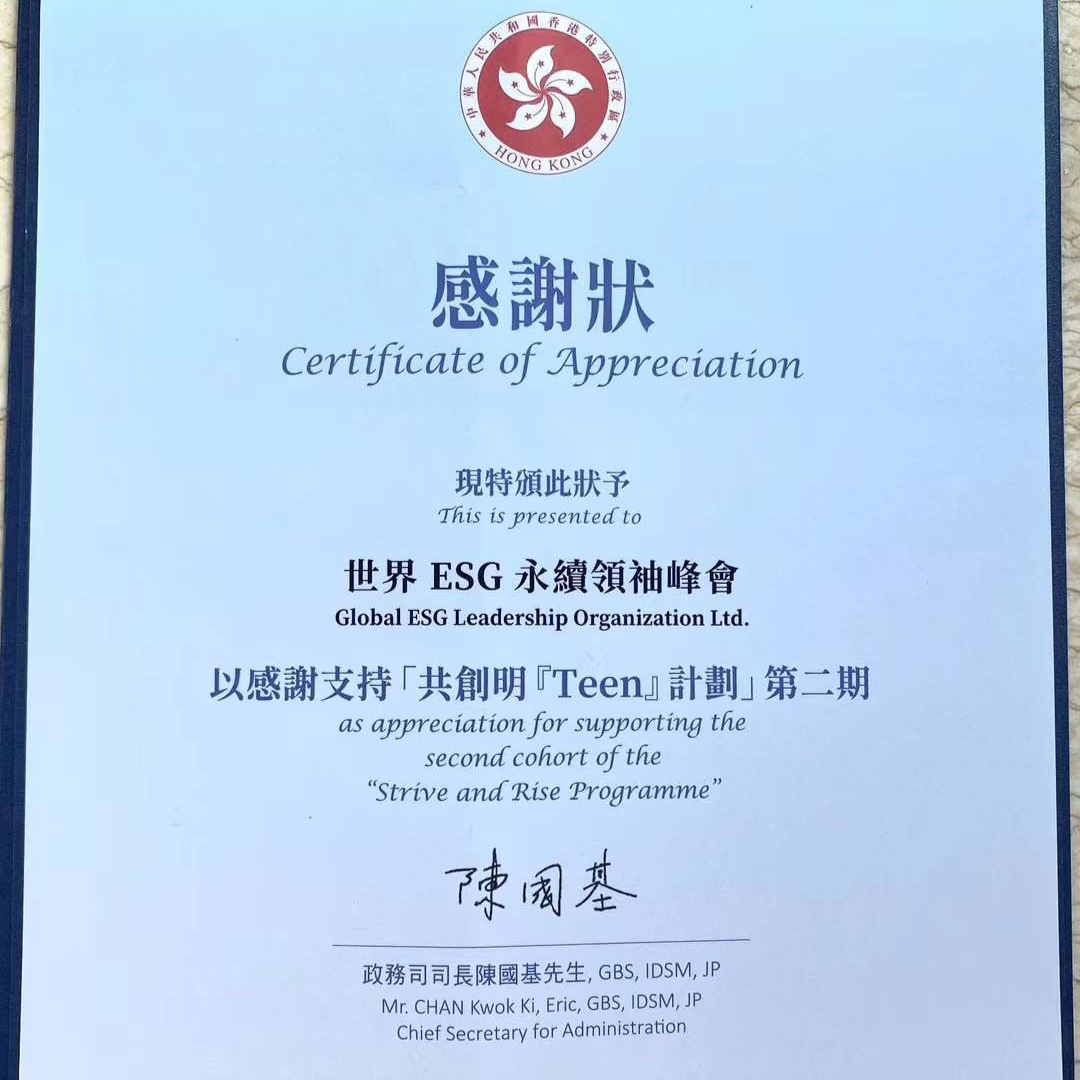 中華人民共和國香港特別行政區
HONG KONG
感謝狀
Certificate of Appreciation
現特頒此狀予
This is presented to
世界 ESG 永續領袖峰會
Global ESG Leadership Organization Ltd.
以感謝支持「共創明『Teen』計劃」第二期
as appreciation for supporting the
second cohort of the
“Strive and Rise Programme”
陳國基
政務司司長陳國基先生, GBS, IDSM, JP
Mr. CHAN Kwok Ki, Eric, GBS, IDSM, JP
Chief Secretary for Administration